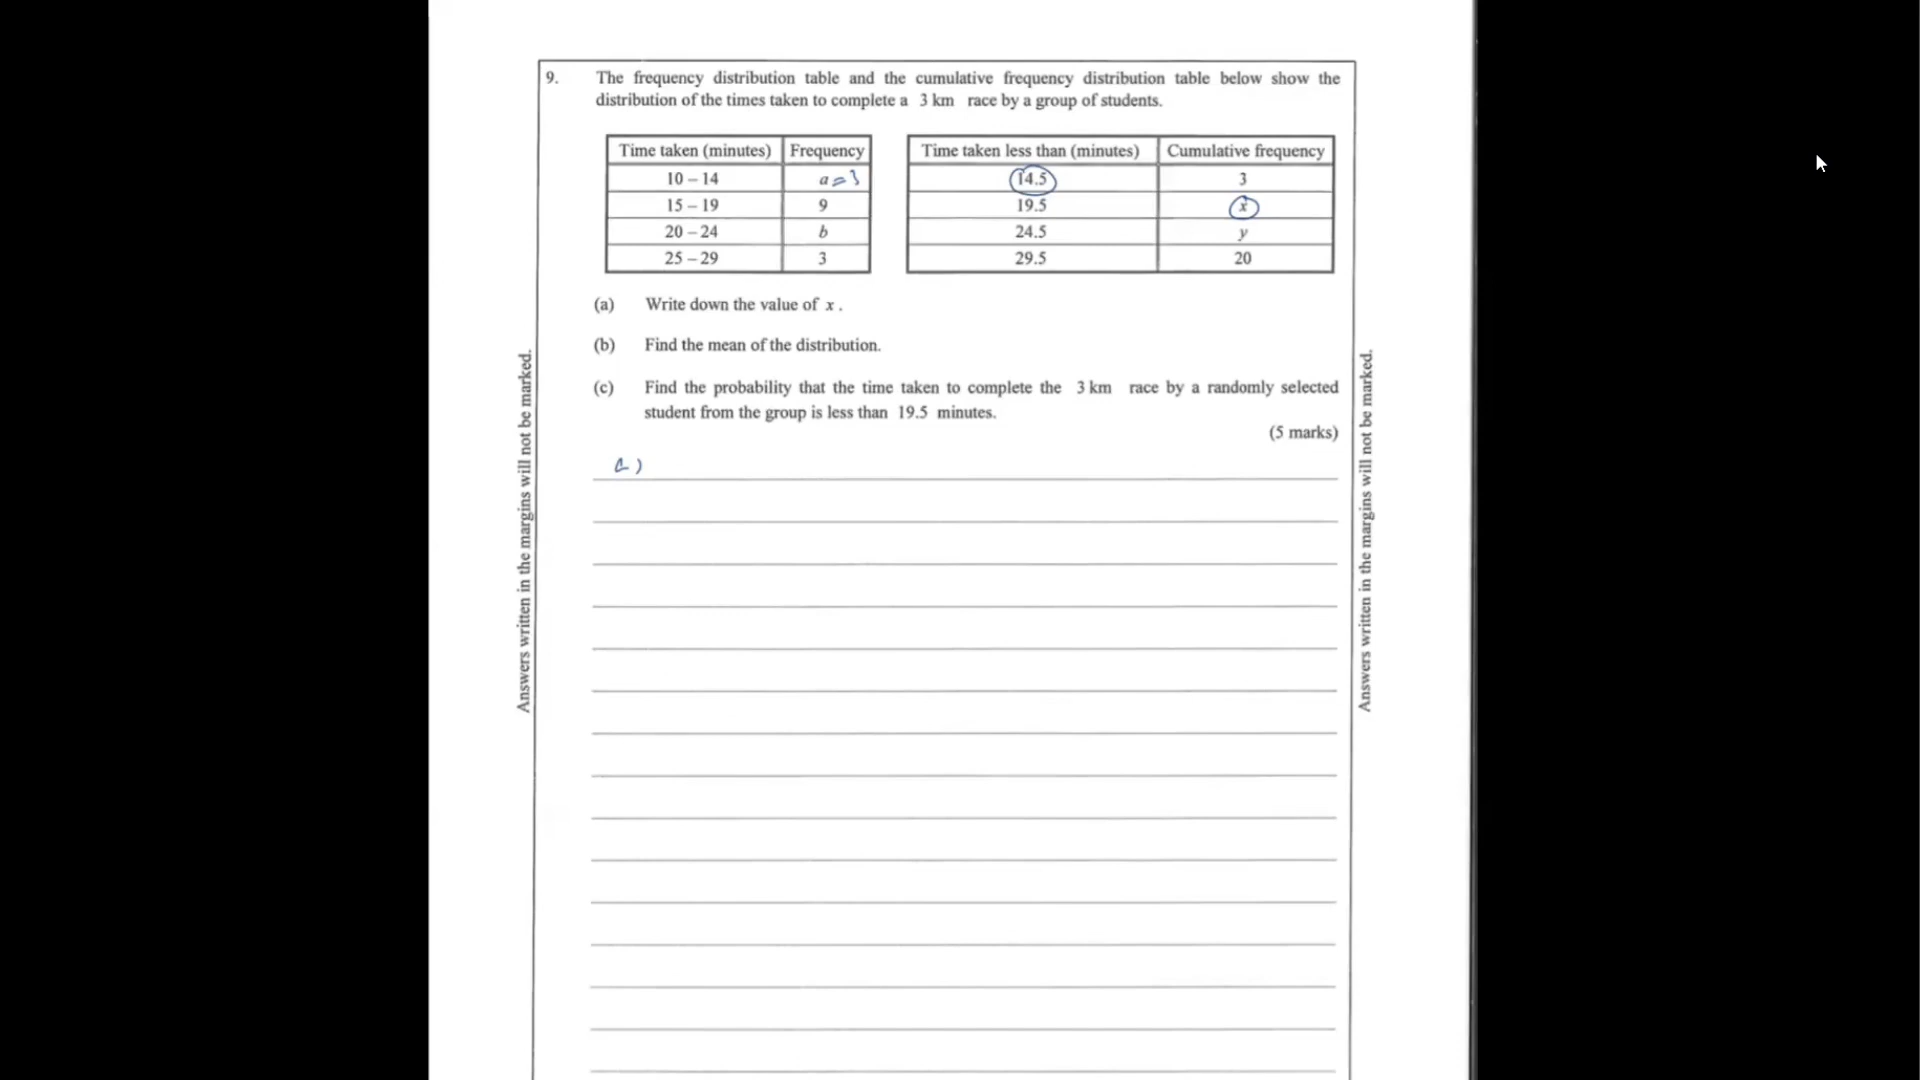 9. The frequency distribution table and the cumulative frequency distribution table below show the
distribution of the times taken to complete a 3 km race by a group of students.
Time taken (minutes) Frequency
10 – 14 a = 3
15 – 19 9
20 – 24 b
25 – 29 3
Time taken less than (minutes) Cumulative frequency
14.5 3
19.5 x
24.5 y
29.5 20
(a) Write down the value of x .
(b) Find the mean of the distribution.
(c) Find the probability that the time taken to complete the 3 km race by a randomly selected
student from the group is less than 19.5 minutes.
(5 marks)
Answers written in the margins will not be marked.
Answers written in the margins will not be marked.